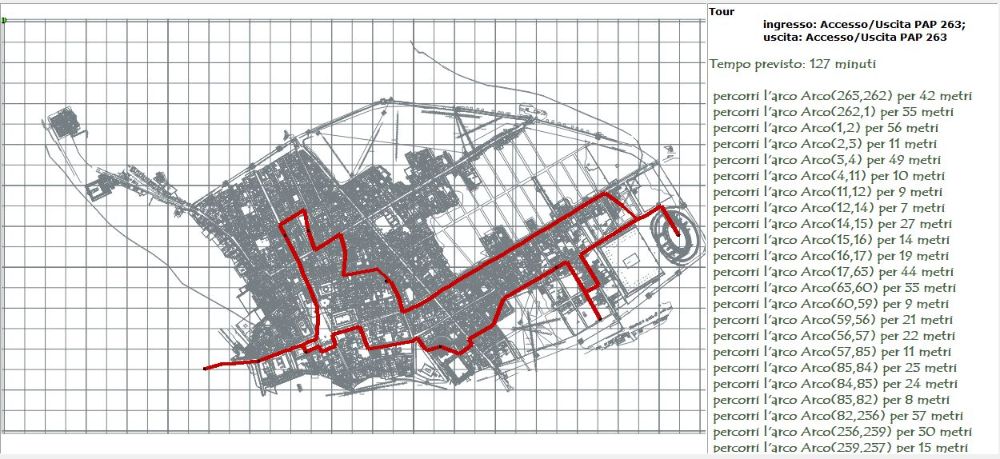 Tour
ingresso: Accesso/Uscita PAP 263;
uscita: Accesso/Uscita PAP 263
Tempo previsto: 127 minuti
percorri l'arco Arco(263,262) per 42 metri
percorri l'arco Arco(262,1) per 35 metri
percorri l'arco Arco(1,2) per 56 metri
percorri l'arco Arco(2,3) per 11 metri
percorri l'arco Arco(3,4) per 49 metri
percorri l'arco Arco(4,11) per 10 metri
percorri l'arco Arco(11,12) per 9 metri
percorri l'arco Arco(12,14) per 7 metri
percorri l'arco Arco(14,15) per 27 metri
percorri l'arco Arco(15,16) per 14 metri
percorri l'arco Arco(16,17) per 19 metri
percorri l'arco Arco(17,63) per 44 metri
percorri l'arco Arco(63,60) per 33 metri
percorri l'arco Arco(60,59) per 9 metri
percorri l'arco Arco(59,56) per 21 metri
percorri l'arco Arco(56,57) per 22 metri
percorri l'arco Arco(57,85) per 11 metri
percorri l'arco Arco(85,84) per 23 metri
percorri l'arco Arco(84,83) per 24 metri
percorri l'arco Arco(83,82) per 8 metri
percorri l'arco Arco(82,236) per 37 metri
percorri l'arco Arco(236,239) per 30 metri
percorri l'arco Arco(239,237) per 15 metri